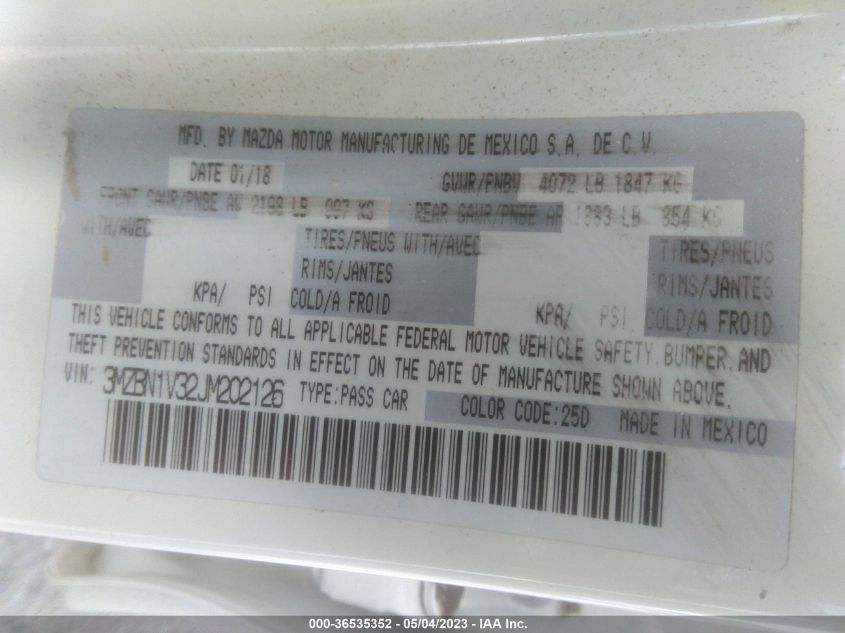 MFD. BY MAZDA MOTOR MANUFACTURING DE MEXICO S.A. DE C.V.
DATE 01/18 GVWR/PNBV 4072 LB 1847 KG
FRONT GAWR/PNBE AV 2198 LB 997 KG REAR GAWR/PNBE AR 1883 LB 854 KG
WITH/AVEC TIRES/PNEUS WITH/AVEC TIRES/PNEUS
RIMS/JANTES RIMS/JANTES
KPA/ PSI COLD/A FROID KPA/ PSI, COLD/A FROID
THIS VEHICLE CONFORMS TO ALL APPLICABLE FEDERAL MOTOR VEHICLE SAFETY, BUMPER, AND
THEFT PREVENTION STANDARDS IN EFFECT ON THE DATE OF MANUFACTURE SHOWN ABOVE.
VIN: 3MZBN1V32JM202126 TYPE:PASS CAR
COLOR CODE:25D MADE IN MEXICO
000-36535352 - 05/04/2023 - IAA Inc.